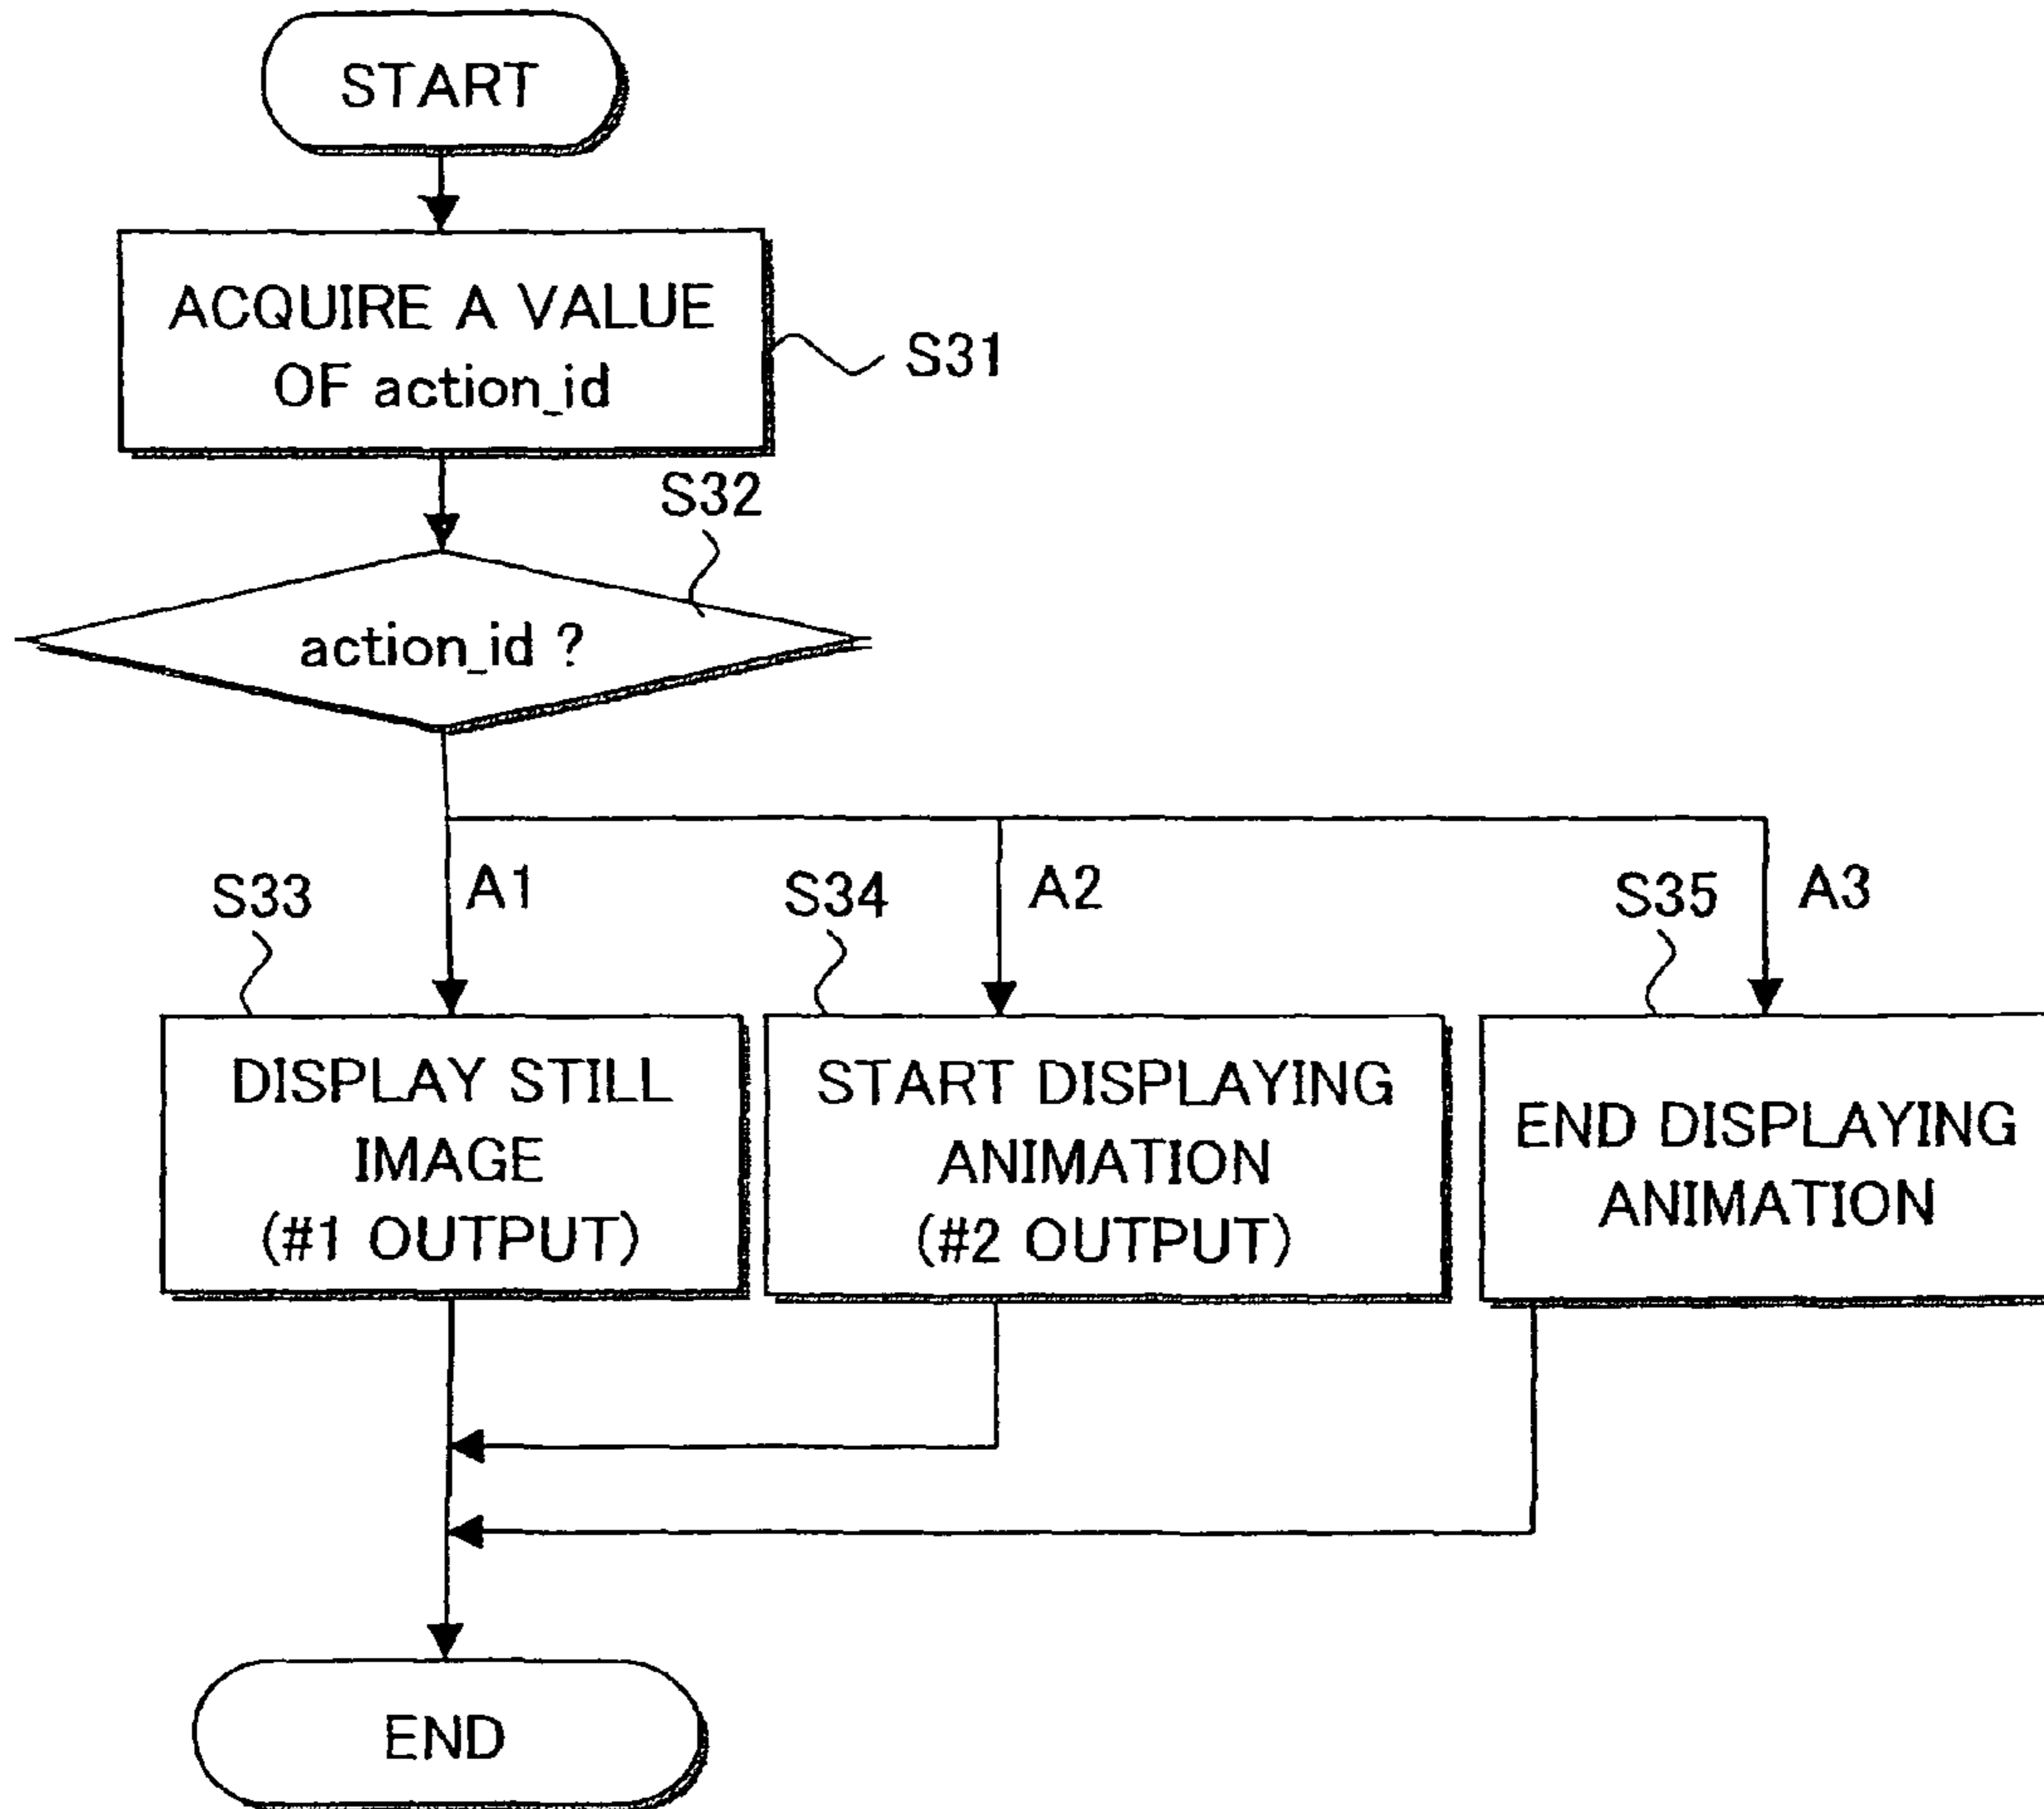 START
ACQUIRE A VALUE
OF action_id
S31
S32
action_id ?
S33
A1
S34
A2
S35
A3
DISPLAY STILL
IMAGE
(#1 OUTPUT)
START DISPLAYING
ANIMATION
(#2 OUTPUT)
END DISPLAYING
ANIMATION
END